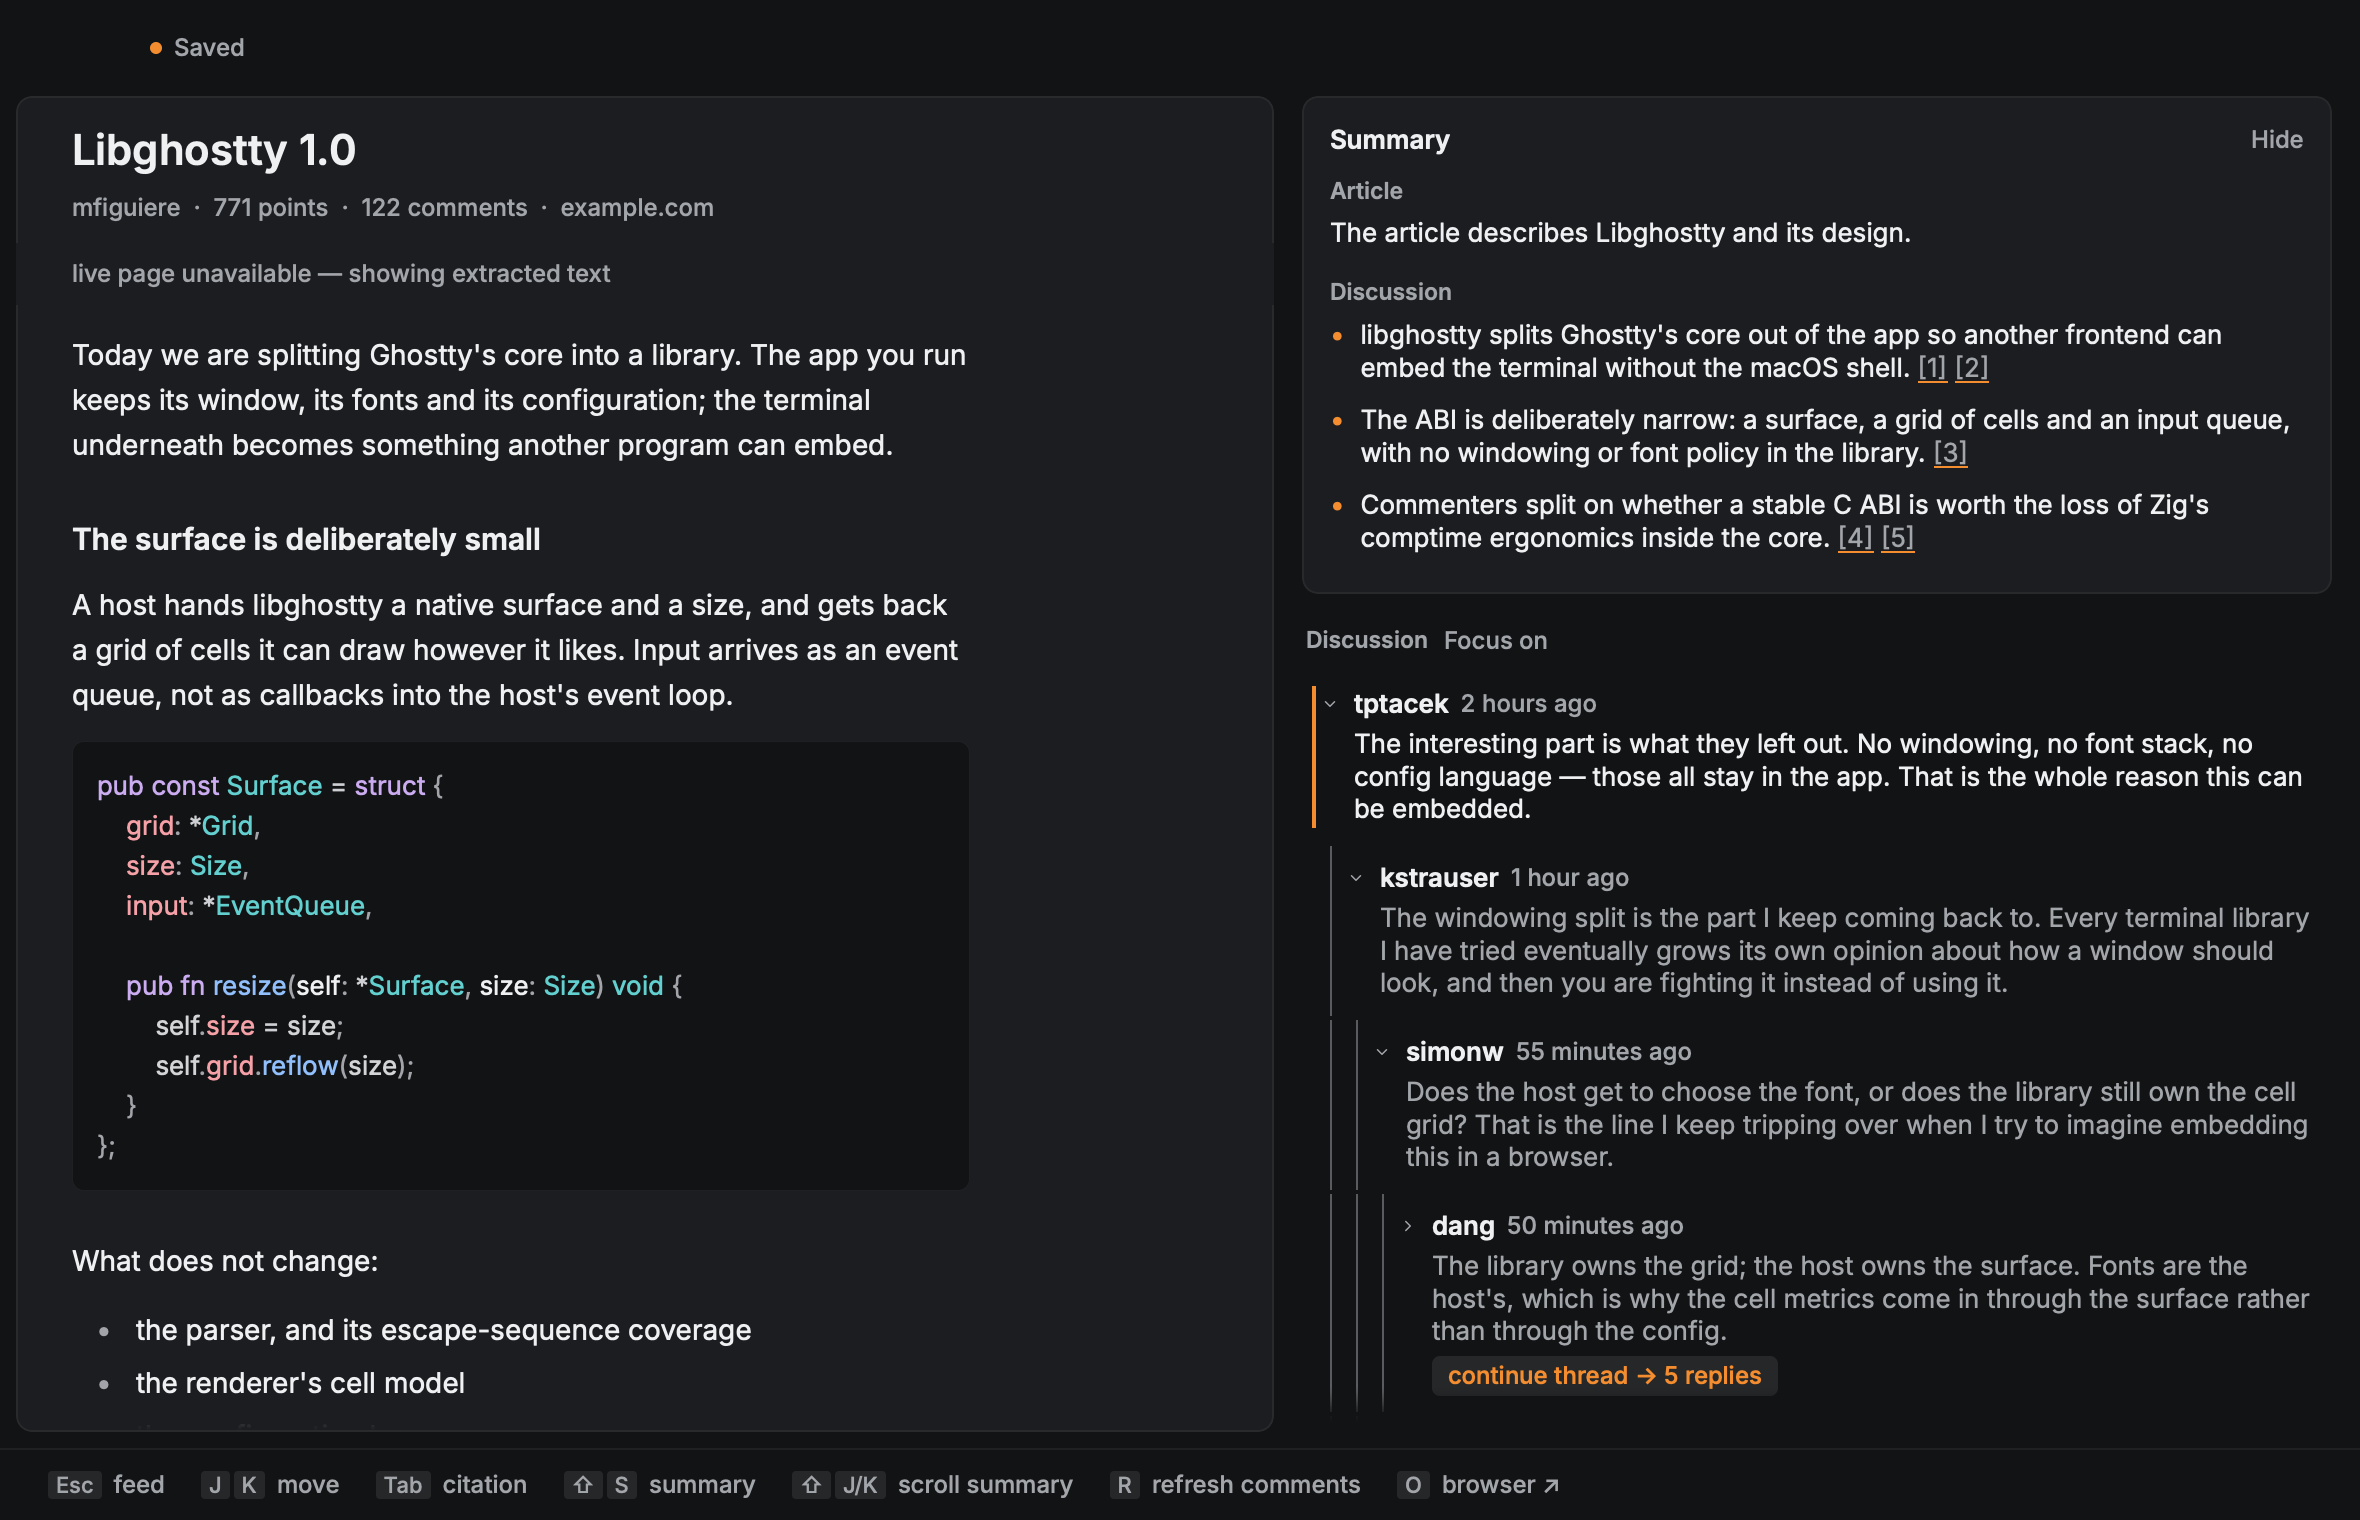 Saved
Libghostty 1.0
mfiguiere · 771 points · 122 comments · example.com
live page unavailable — showing extracted text
Today we are splitting Ghostty's core into a library. The app you run
keeps its window, its fonts and its configuration; the terminal
underneath becomes something another program can embed.
The surface is deliberately small
A host hands libghostty a native surface and a size, and gets back
a grid of cells it can draw however it likes. Input arrives as an event
queue, not as callbacks into the host's event loop.
pub const Surface = struct {
grid: *Grid,
size: Size,
input: *EventQueue,
pub fn resize(self: *Surface, size: Size) void {
self.size = size;
self.grid.reflow(size);
}
};
What does not change:
• the parser, and its escape-sequence coverage
• the renderer's cell model
Summary
Hide
Article
The article describes Libghostty and its design.
Discussion
• libghostty splits Ghostty's core out of the app so another frontend can
embed the terminal without the macOS shell. [1] [2]
• The ABI is deliberately narrow: a surface, a grid of cells and an input queue,
with no windowing or font policy in the library. [3]
• Commenters split on whether a stable C ABI is worth the loss of Zig's
comptime ergonomics inside the core. [4] [5]
Discussion Focus on
tptacek 2 hours ago
The interesting part is what they left out. No windowing, no font stack, no
config language — those all stay in the app. That is the whole reason this can
be embedded.
kstrauser 1 hour ago
The windowing split is the part I keep coming back to. Every terminal library
I have tried eventually grows its own opinion about how a window should
look, and then you are fighting it instead of using it.
simonw 55 minutes ago
Does the host get to choose the font, or does the library still own the cell
grid? That is the line I keep tripping over when I try to imagine embedding
this in a browser.
dang 50 minutes ago
The library owns the grid; the host owns the surface. Fonts are the
host's, which is why the cell metrics come in through the surface rather
than through the config.
continue thread → 5 replies
Esc feed J K move Tab citation ⇧ S summary ⇧ J/K scroll summary R refresh comments O browser ↗